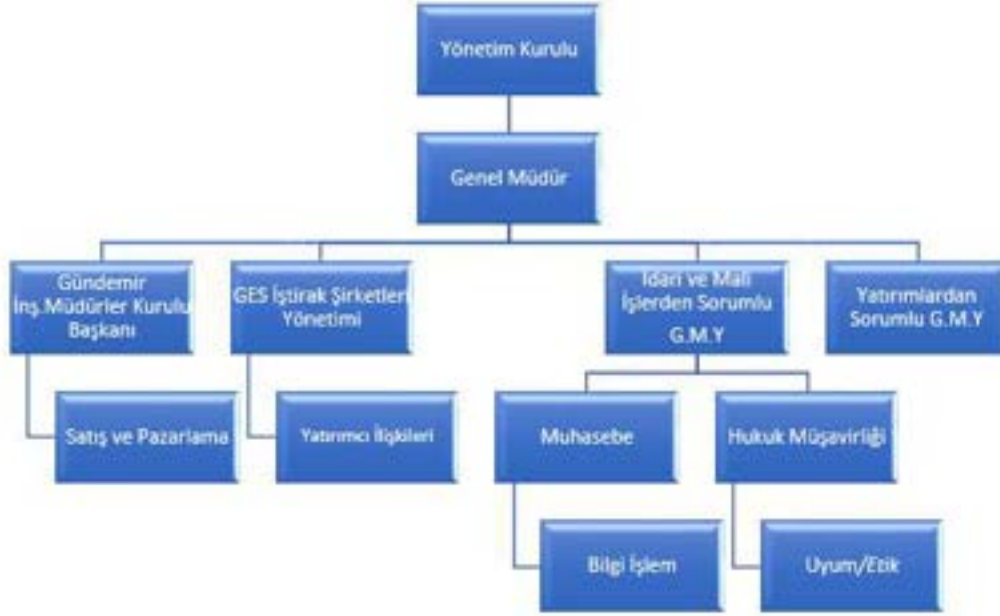 Yönetim Kurulu
Genel Müdür
Gündemir
İnş.Müdürler Kurulu
Başkanı
GES İştirak Şirketleri
Yönetimi
İdari ve Mali
İşlerden Sorumlu
G.M.Y
Yatırımlardan
Sorumlu G.M.Y
Satış ve Pazarlama
Yatırımcı İlişkileri
Muhasebe
Hukuk Müşavirliği
Bilgi İşlem
Uyum/Etik